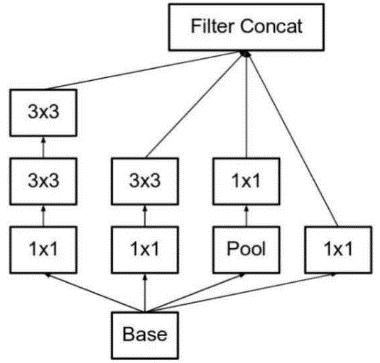 Filter Concat
3x3
3x3 3x3 1x1
1x1 1x1 Pool 1x1
Base